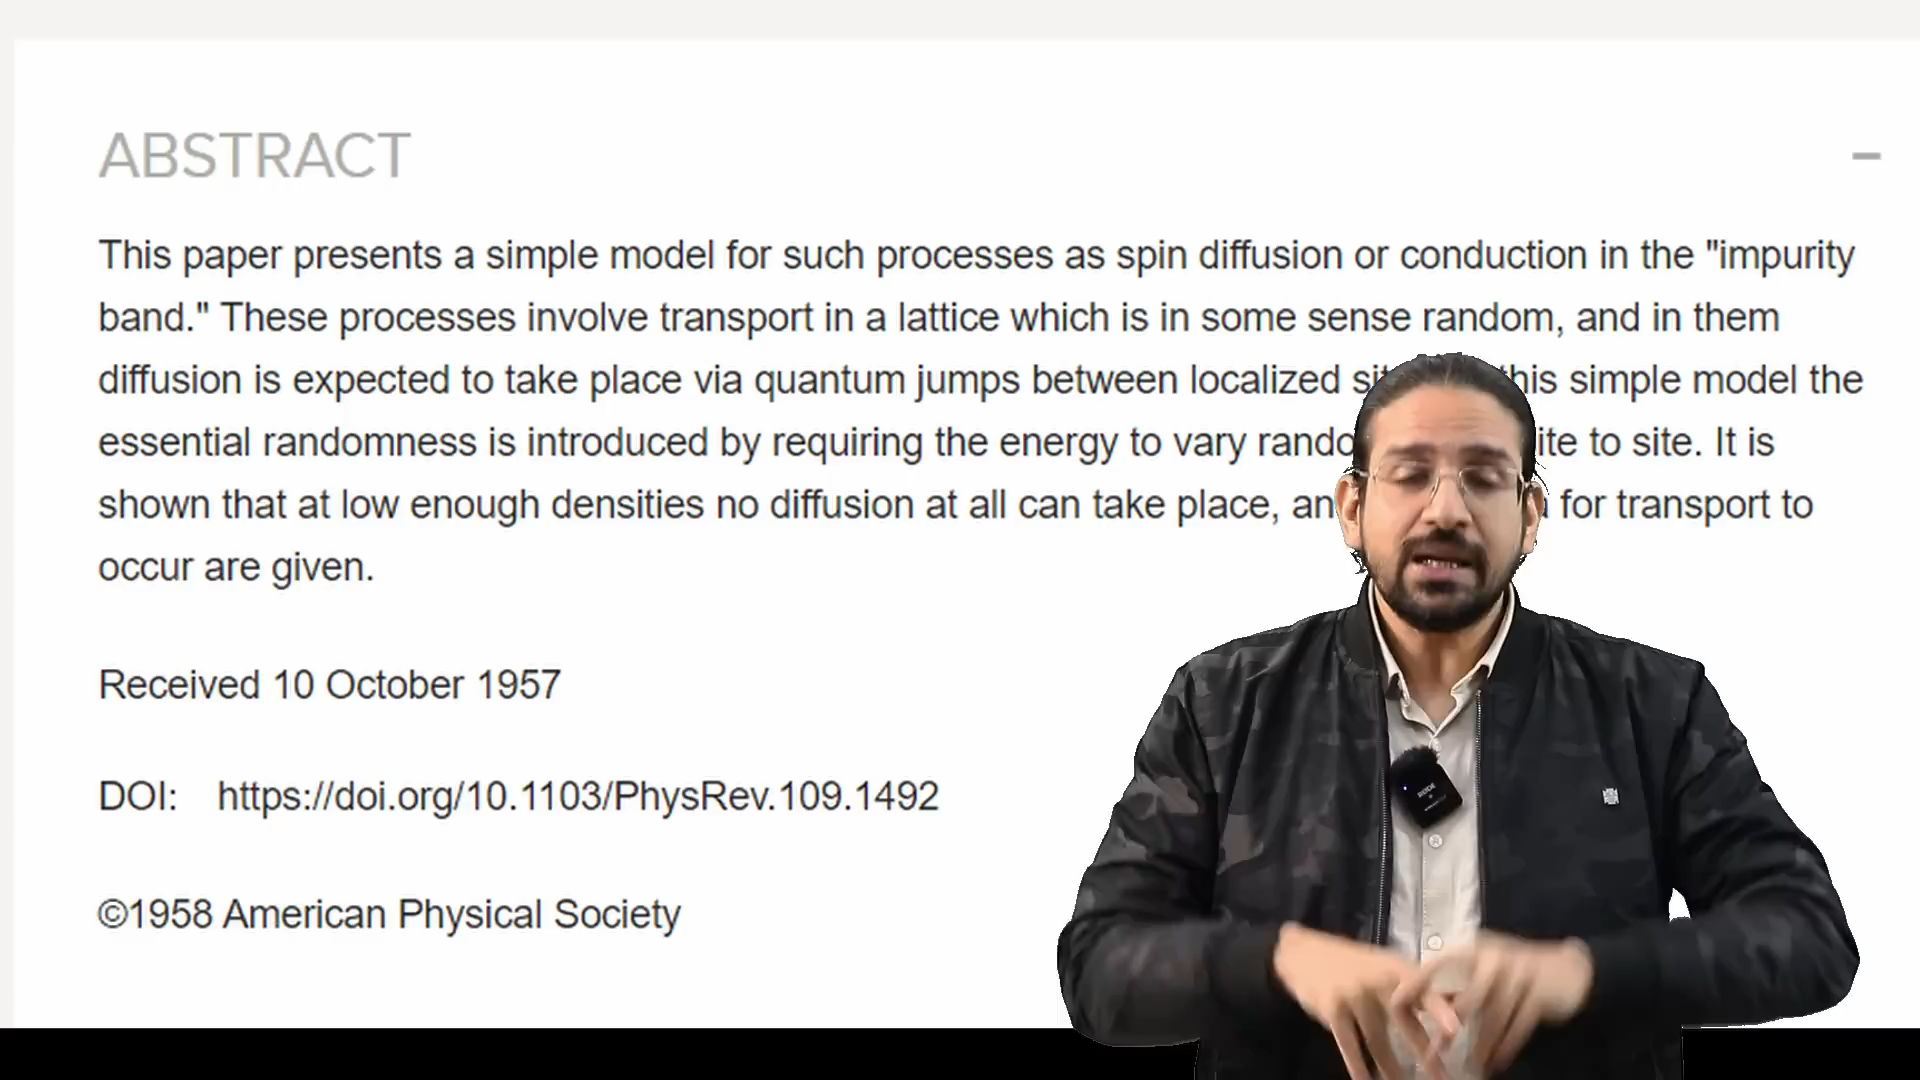 ABSTRACT
This paper presents a simple model for such processes as spin diffusion or conduction in the "impurity
band." These processes involve transport in a lattice which is in some sense random, and in them
diffusion is expected to take place via quantum jumps between localized this simple model the
essential randomness is introduced by requiring the energy to vary to site. It is
shown that at low enough densities no diffusion at all can take place, for transport to
occur are given.
Received 10 October 1957
DOI: https://doi.org/10.1103/PhysRev.109.1492
©1958 American Physical Society
RODE